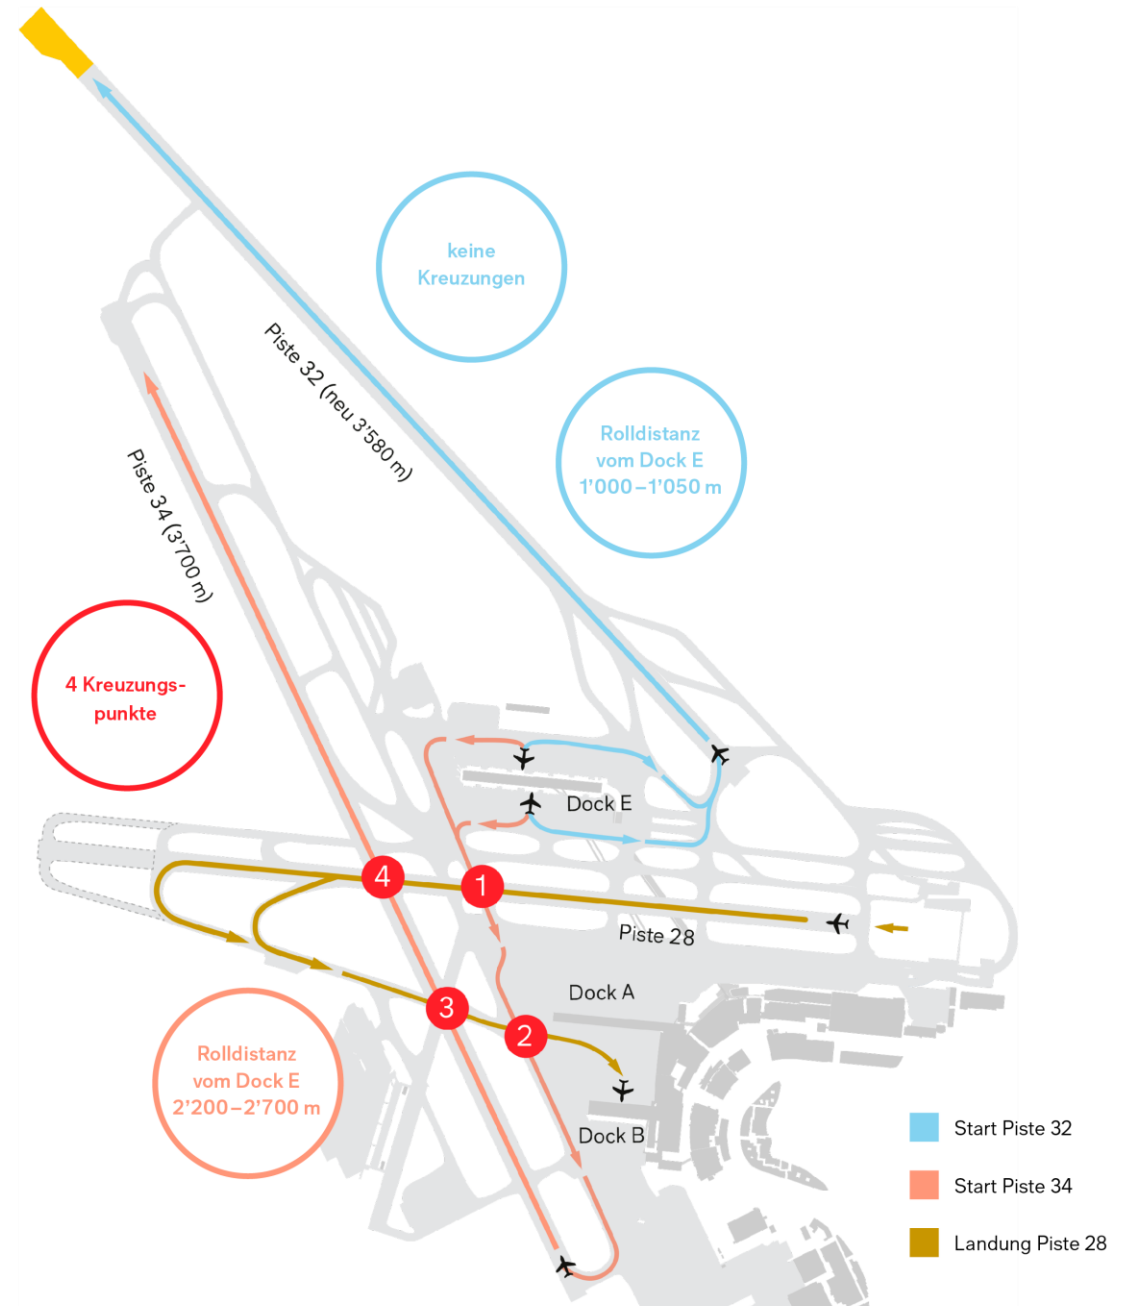 keine
Kreuzungen
Piste 32 (neu 3’580 m)
Rolldistanz
vom Dock E
1’000–1’050 m
Piste 34 (3’700 m)
4 Kreuzungs-
punkte
Dock E
4
1
Piste 28
Dock A
3
2
Rolldistanz
vom Dock E
2’200–2’700 m
Dock B
Start Piste 32
Start Piste 34
Landung Piste 28